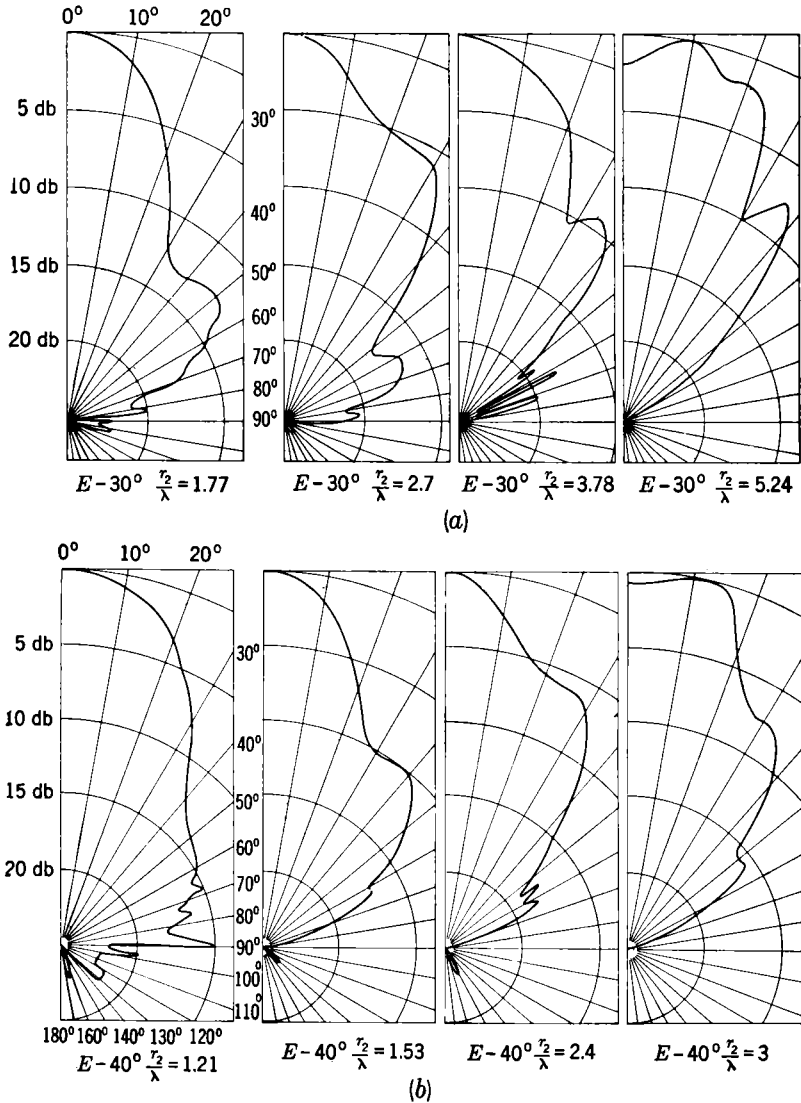 0° 10° 20°
5 db
10 db
15 db
20 db
30°
40°
50°
60°
70°
80°
90°
E – 30° r₂/λ = 1.77
E – 30° r₂/λ = 2.7
E – 30° r₂/λ = 3.78
E – 30° r₂/λ = 5.24
(a)
0° 10° 20°
5 db
10 db
15 db
20 db
30°
40°
50°
60°
70°
80°
90°
100°
110°
180° 160° 140° 130° 120°
E – 40° r₂/λ = 1.21
E – 40° r₂/λ = 1.53
E – 40° r₂/λ = 2.4
E – 40° r₂/λ = 3
(b)